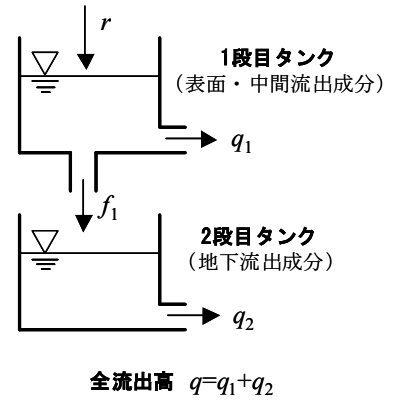 r
1段目タンク
(表面・中間流出成分)
q1
f1
2段目タンク
(地下流出成分)
q2
全流出高 q=q1+q2